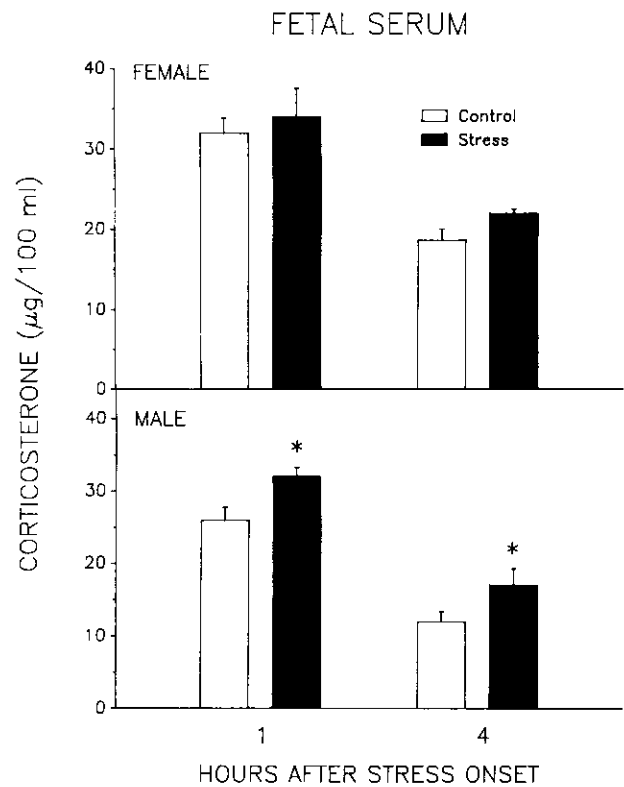 FETAL SERUM
FEMALE
Control
Stress
40
30
20
10
0
MALE
40
30
20
10
0
*
*
1 4
CORTICOSTERONE (µg/100 ml)
HOURS AFTER STRESS ONSET